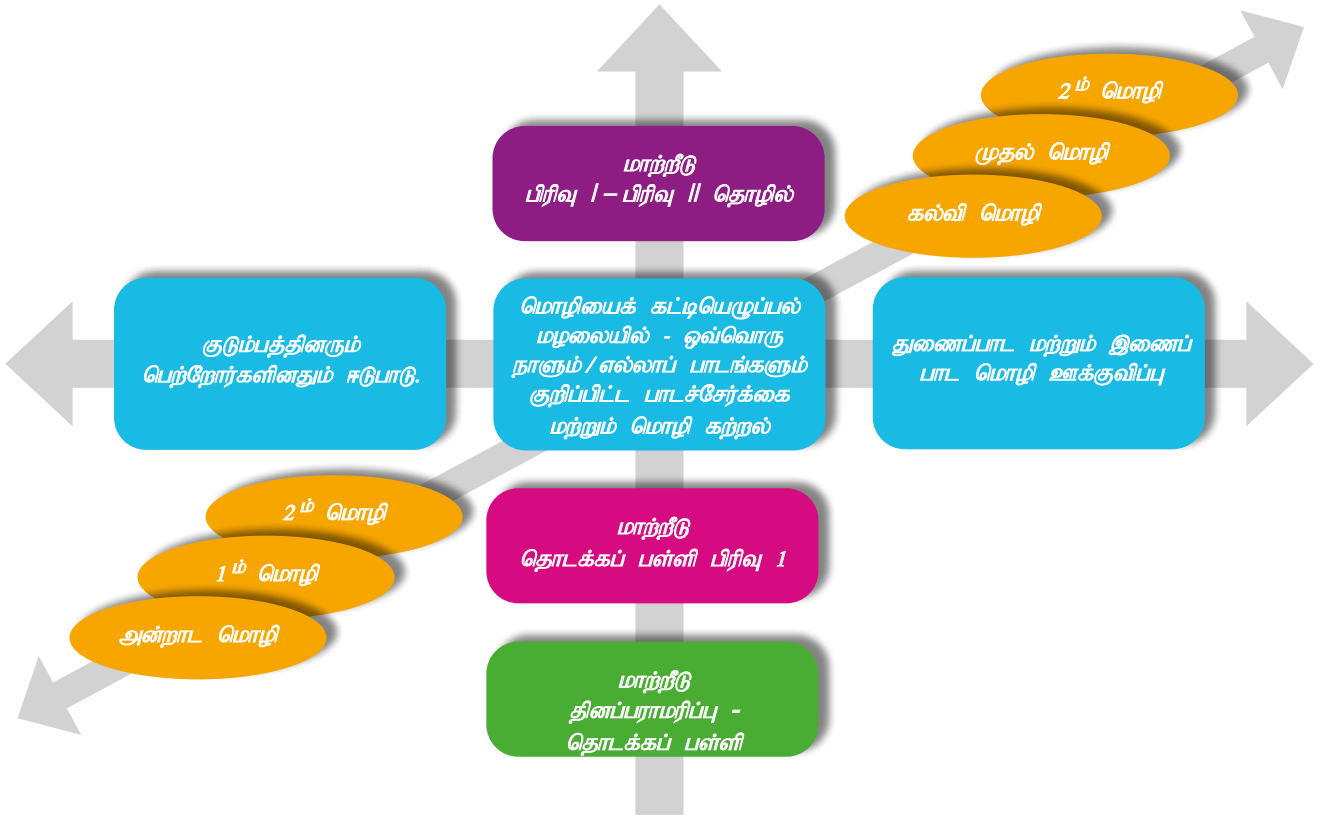 2ம் மொழி
முதல் மொழி
கல்வி மொழி
மாற்றீடு
பிரிவு I – பிரிவு II தொழில்
குடும்பத்தினரும்
பெற்றோர்களினதும் ஈடுபாடு.
மொழியைக் கட்டியெழுப்பல்
மழலையில் - ஒவ்வொரு
நாளும் / எல்லாப் பாடங்களும்
குறிப்பிட்ட பாடச்சேர்க்கை
மற்றும் மொழி கற்றல்
துணைப்பாட மற்றும் இணைப்
பாட மொழி ஊக்குவிப்பு
2ம் மொழி
1ம் மொழி
அன்றாட மொழி
மாற்றீடு
தொடக்கப் பள்ளி பிரிவு 1
மாற்றீடு
தினப்பராமரிப்பு -
தொடக்கப் பள்ளி